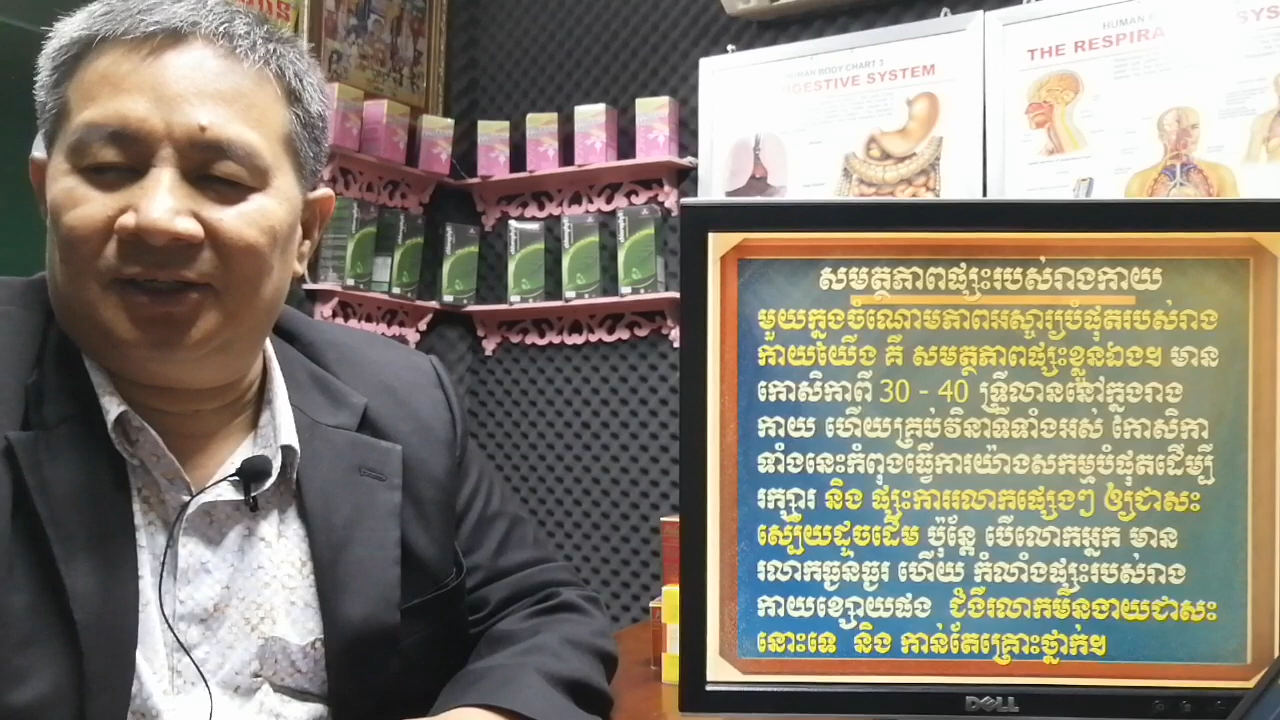 HUMAN BODY CHART 3
DIGESTIVE SYSTEM
HUMAN
THE RESPIRA
SYS
សមត្ថភាពផ្សះរបស់រាងកាយ
មួយក្នុងចំណោមភាពអស្ចារ្យបំផុតរបស់រាង
កាយយើង គឺ សមត្ថភាពផ្សះខ្លួនឯង។ មាន
កោសិកាពី 30 - 40 ទ្រីលាននៅក្នុងរាង
កាយ ហើយគ្រប់វិនាទីទាំងអស់ កោសិកា
ទាំងនេះកំពុងធ្វើការយ៉ាងសកម្មបំផុតដើម្បី
រក្សារ និង ផ្សះការរលាកផ្សេងៗ ឲ្យជាសះ
ស្បើយដូចដើម ប៉ុន្តែ បើលោកអ្នក មាន
រលាកធ្ងន់ធ្ងរ ហើយ កំលាំងផ្សះរបស់រាង
កាយខ្សោយផង ជំងឺរលាកមិនងាយជាសះ
នោះទេ និង កាន់តែគ្រោះថ្នាក់។
DELL